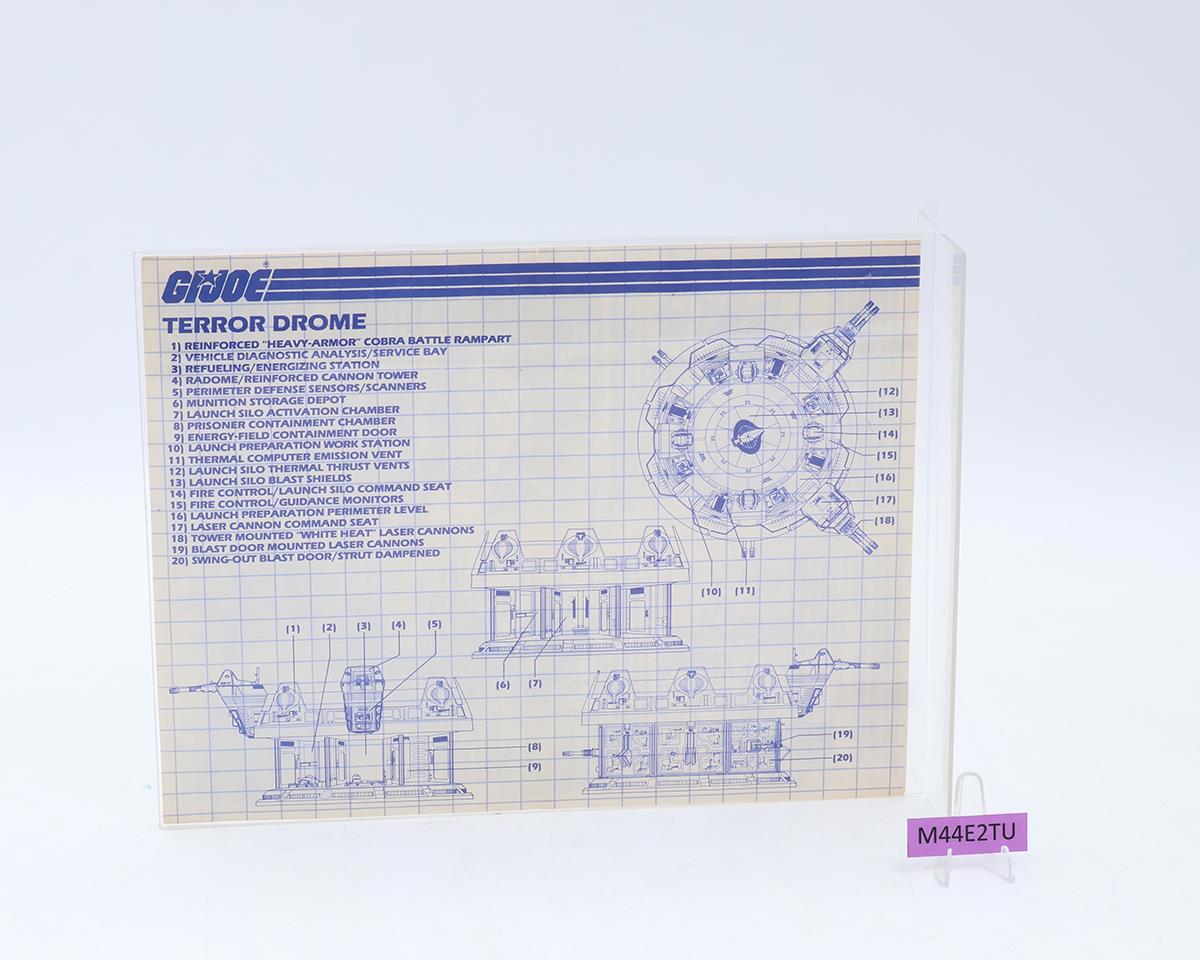 GIJOE
TERROR DROME
1) REINFORCED "HEAVY-ARMOR" COBRA BATTLE RAMPART
2) VEHICLE DIAGNOSTIC ANALYSIS/SERVICE BAY
3) REFUELING/ENERGIZING STATION
4) RADOME/REINFORCED CANNON TOWER
5) PERIMETER DEFENSE SENSORS/SCANNERS
6) MUNITION STORAGE DEPOT
7) LAUNCH SILO ACTIVATION CHAMBER
8) PRISONER CONTAINMENT CHAMBER
9) ENERGY-FIELD CONTAINMENT DOOR
10) LAUNCH PREPARATION WORK STATION
11) THERMAL COMPUTER EMISSION VENT
12) LAUNCH SILO THERMAL THRUST VENTS
13) LAUNCH SILO BLAST SHIELDS
14) FIRE CONTROL/LAUNCH SILO COMMAND SEAT
15) FIRE CONTROL/GUIDANCE MONITORS
16) LAUNCH PREPARATION PERIMETER LEVEL
17) LASER CANNON COMMAND SEAT
18) TOWER MOUNTED "WHITE HEAT" LASER CANNONS
19) BLAST DOOR MOUNTED LASER CANNONS
20) SWING-OUT BLAST DOOR/STRUT DAMPENED
(12)
(13)
(14)
(15)
(16)
(17)
(18)
(10) (11)
(1) (2) (3) (4) (5)
(6) (7)
(8)
(9)
(19)
(20)
M44E2TU